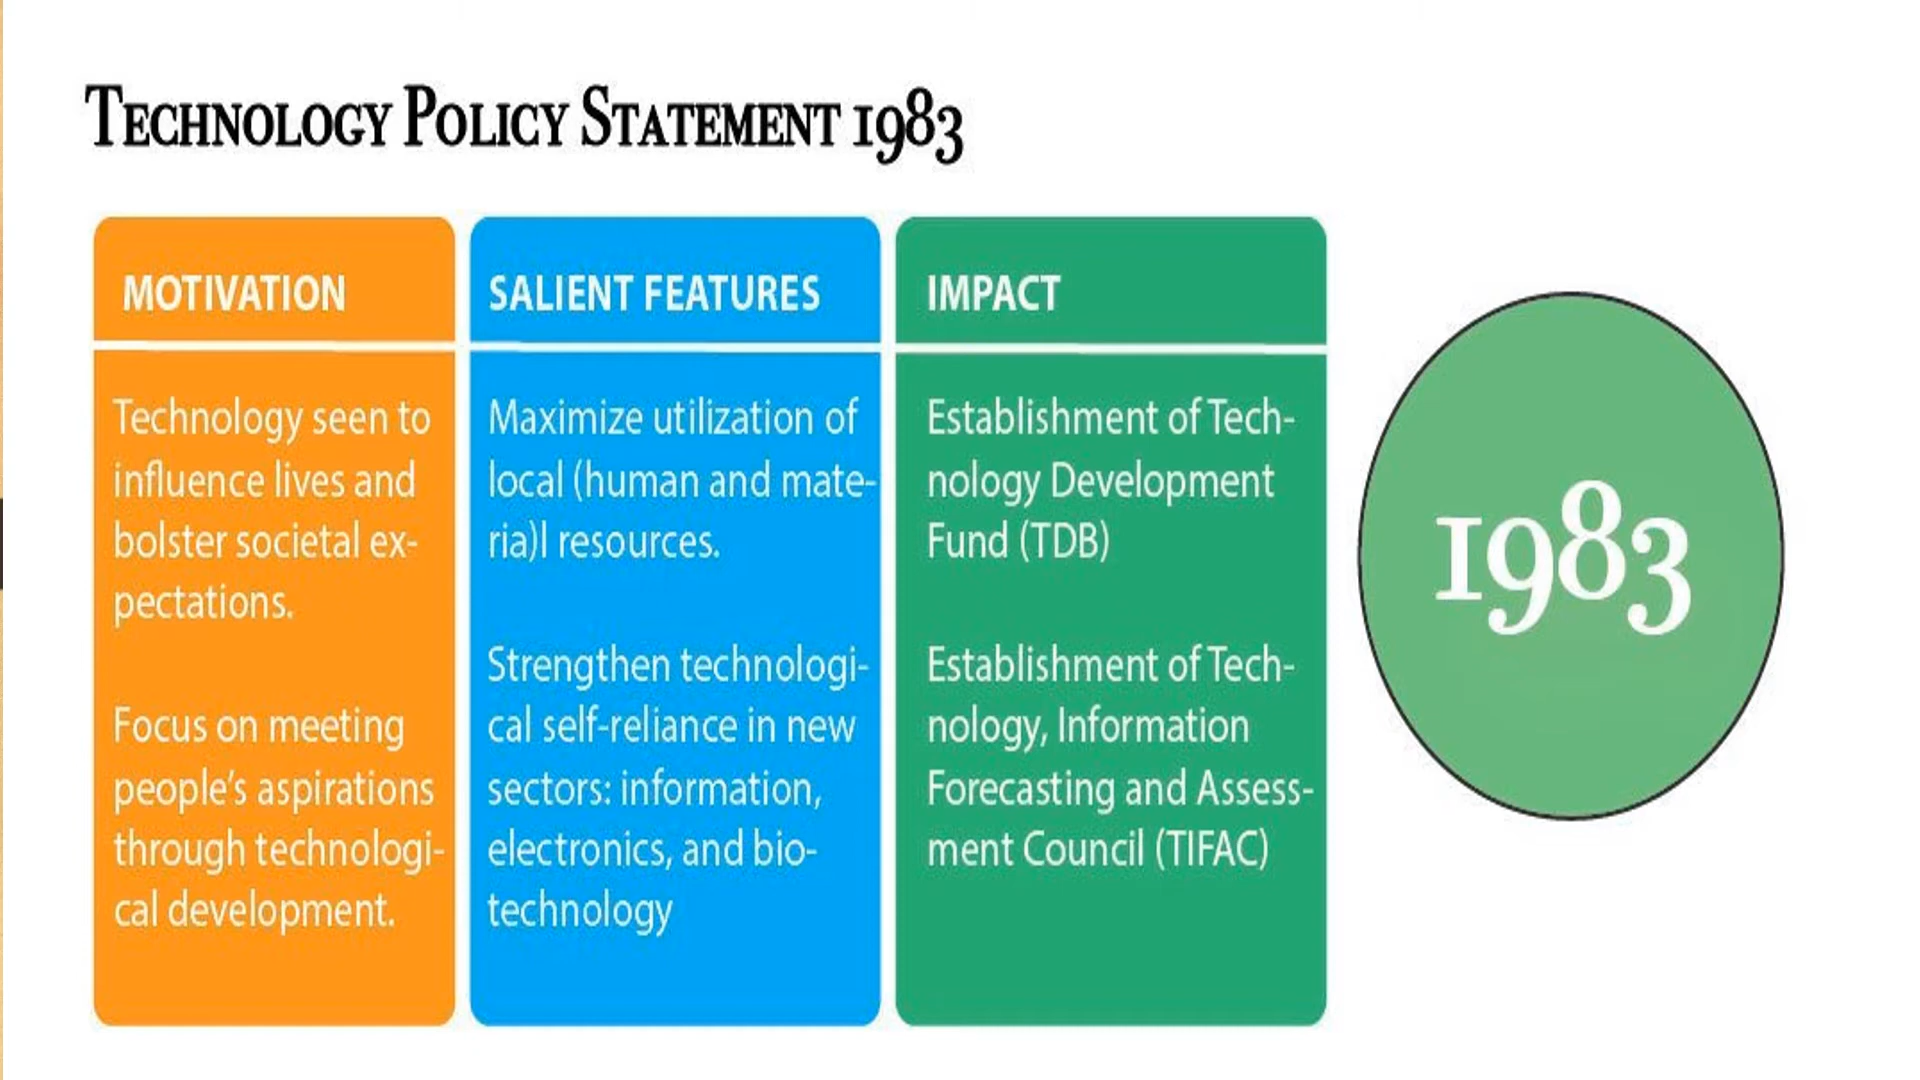 TECHNOLOGY POLICY STATEMENT 1983
MOTIVATION
Technology seen to
influence lives and
bolster societal ex-
pectations.
Focus on meeting
people's aspirations
through technologi-
cal development.
SALIENT FEATURES
Maximize utilization of
local (human and mate-
ria)l resources.
Strengthen technologi-
cal self-reliance in new
sectors: information,
electronics, and bio-
technology
IMPACT
Establishment of Tech-
nology Development
Fund (TDB)
Establishment of Tech-
nology, Information
Forecasting and Assess-
ment Council (TIFAC)
1983